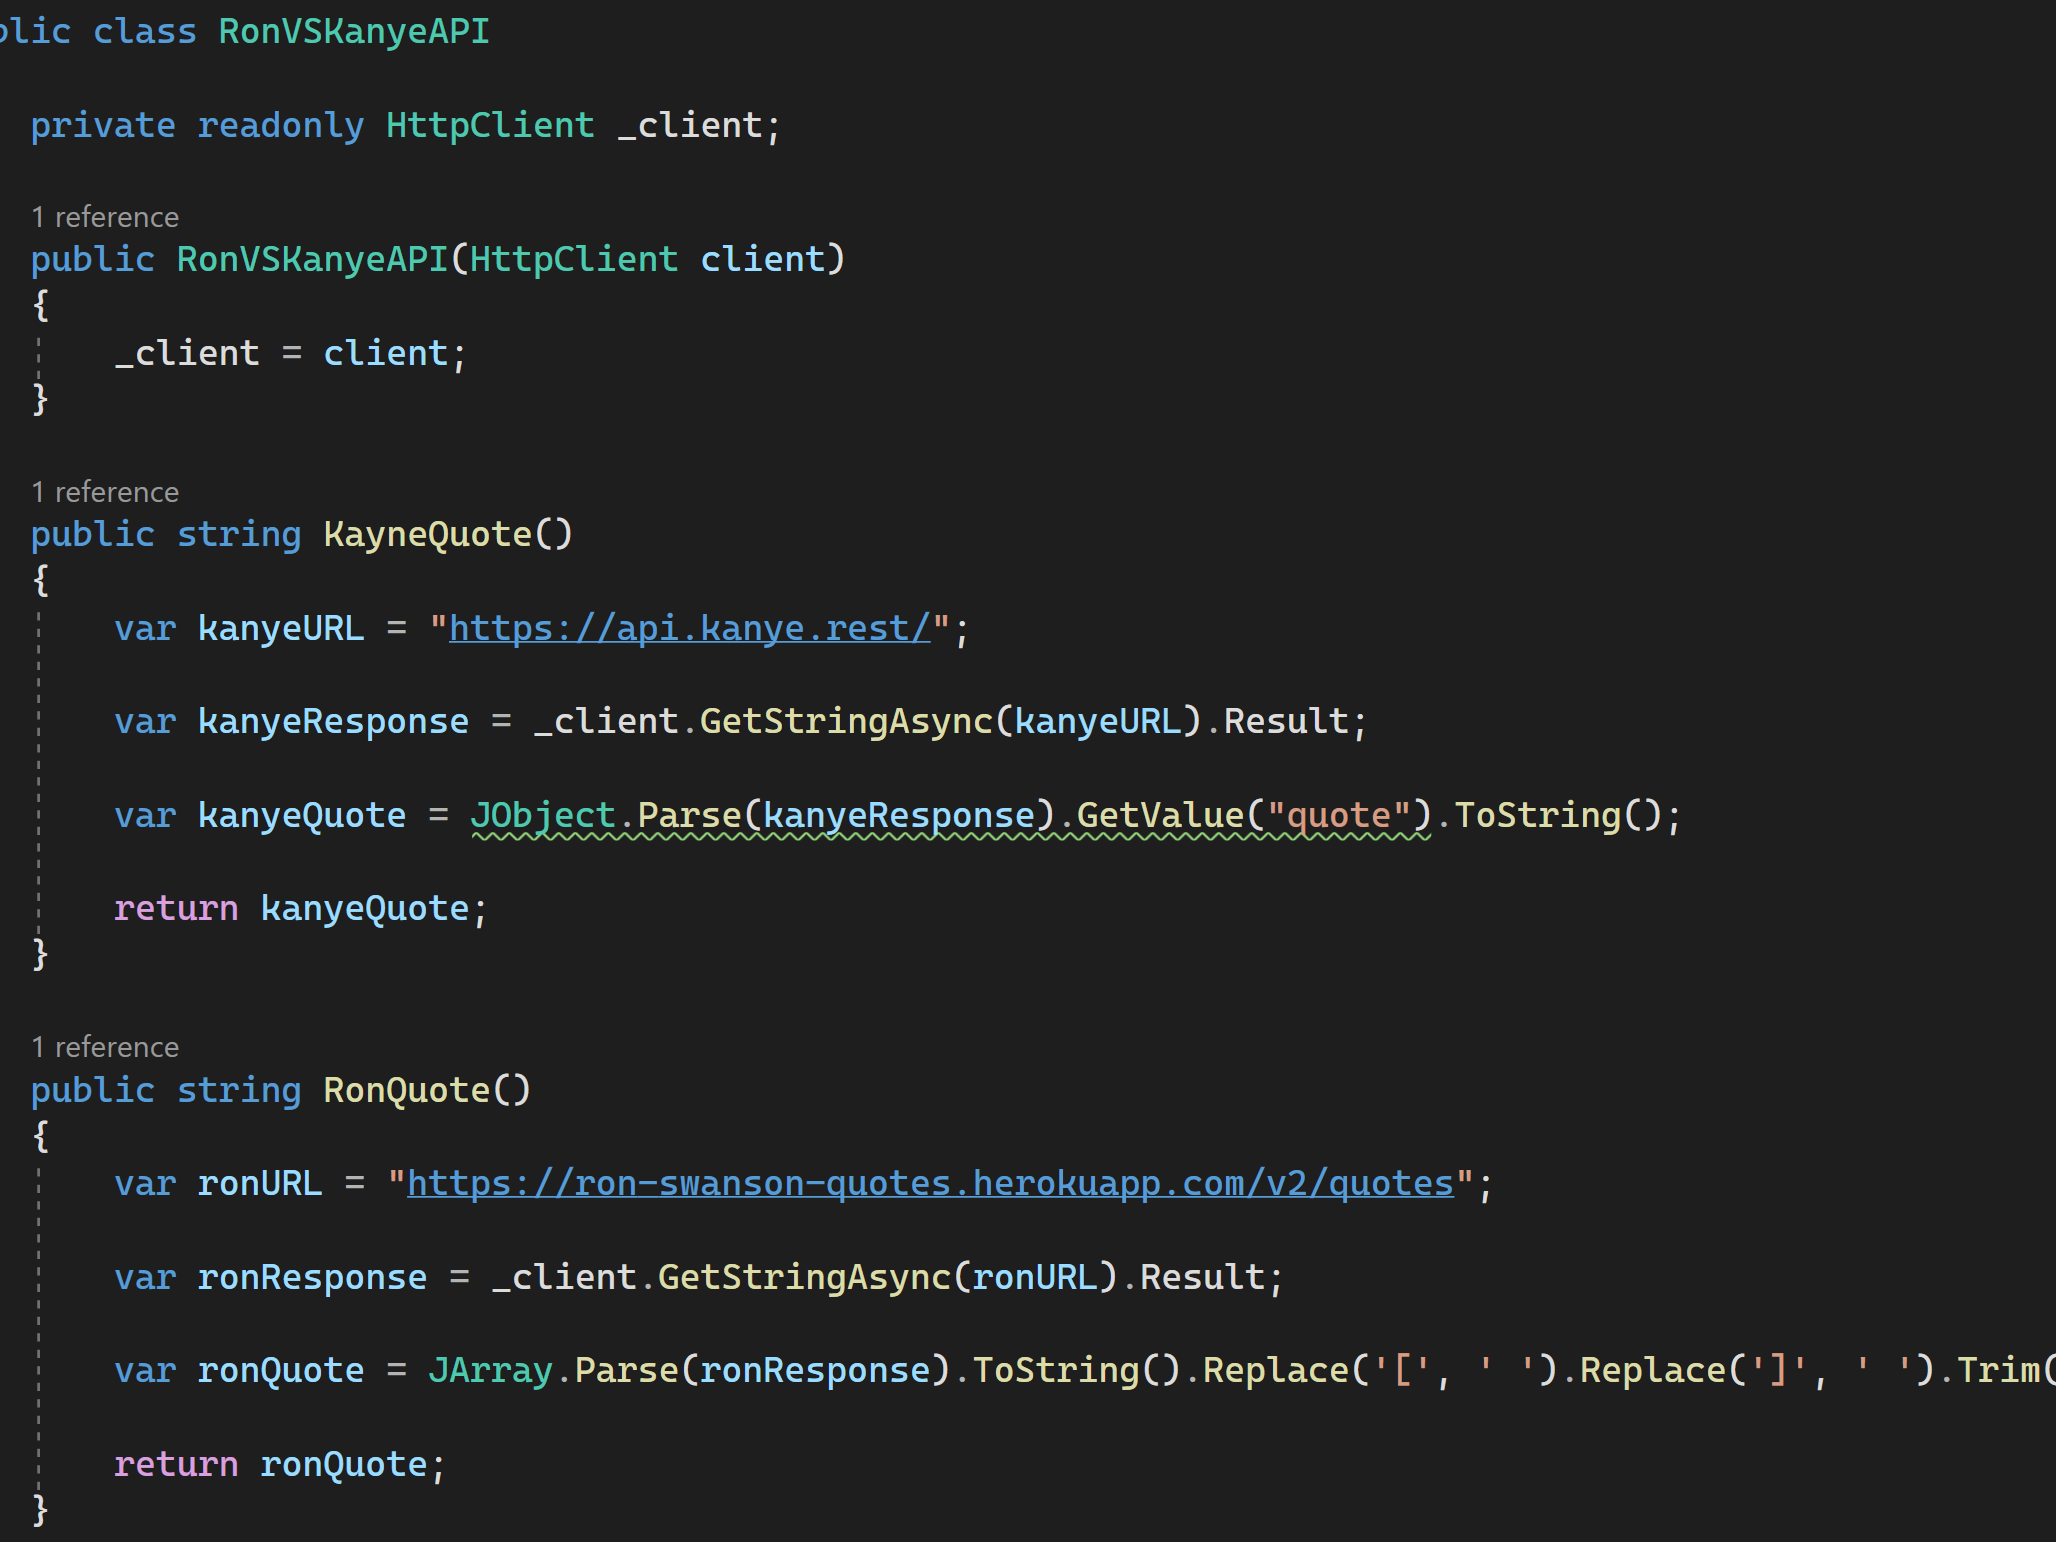 blic class RonVSKanyeAPI
private readonly HttpClient _client;
1 reference
public RonVSKanyeAPI(HttpClient client)
{
_client = client;
}
1 reference
public string KayneQuote()
{
var kanyeURL = "https://api.kanye.rest/";
var kanyeResponse = _client.GetStringAsync(kanyeURL).Result;
var kanyeQuote = JObject.Parse(kanyeResponse).GetValue("quote").ToString();
return kanyeQuote;
}
1 reference
public string RonQuote()
{
var ronURL = "https://ron-swanson-quotes.herokuapp.com/v2/quotes";
var ronResponse = _client.GetStringAsync(ronURL).Result;
var ronQuote = JArray.Parse(ronResponse).ToString().Replace('[', ' ').Replace(']', ' ').Trim(
return ronQuote;
}